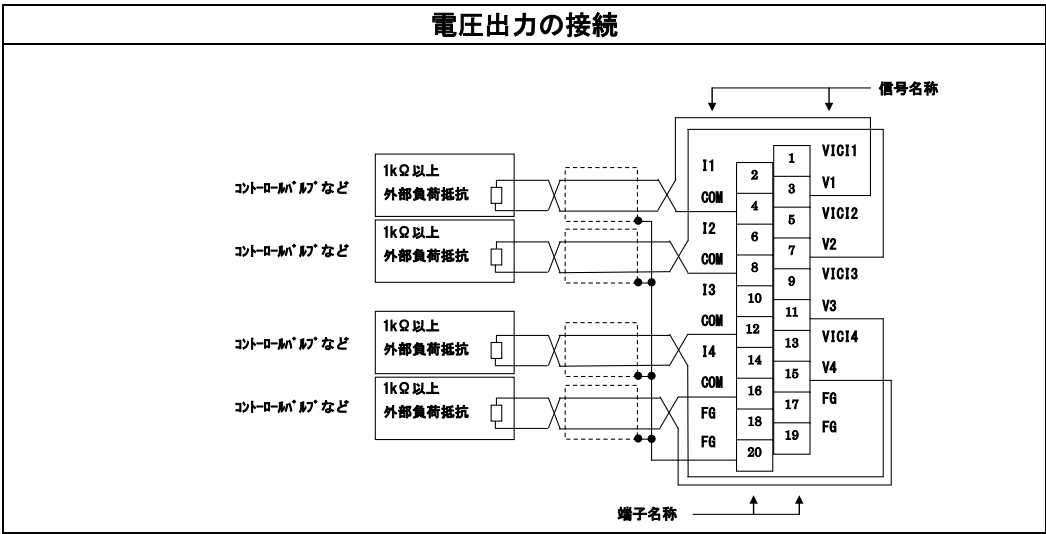 電圧出力の接続
信号名称
1kΩ以上
外部負荷抵抗
ｺﾝﾄﾛｰﾙﾊﾞﾙﾌﾞなど
1kΩ以上
外部負荷抵抗
ｺﾝﾄﾛｰﾙﾊﾞﾙﾌﾞなど
1kΩ以上
外部負荷抵抗
ｺﾝﾄﾛｰﾙﾊﾞﾙﾌﾞなど
1kΩ以上
外部負荷抵抗
ｺﾝﾄﾛｰﾙﾊﾞﾙﾌﾞなど
1 VICI1
I1 2
3 V1
COM 4
5 VICI2
I2 6
7 V2
COM 8
9 VICI3
I3 10
11 V3
COM 12
13 VICI4
I4 14
15 V4
COM 16
17 FG
FG 18
19 FG
FG 20
端子名称